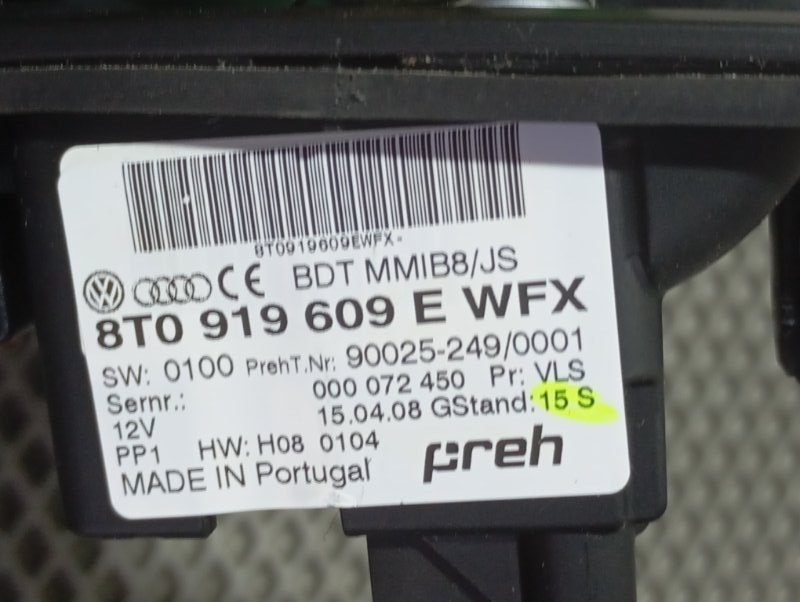 8T0919609EWFX-
CE BDT MMIB8/JS
8T0 919 609 E WFX
SW: 0100 PrehT.Nr: 90025-249/0001
Sernr.: 000 072 450 Pr: VLS
12V 15.04.08 GStand: 15 S
PP1 HW: H08 0104
MADE IN Portugal preh